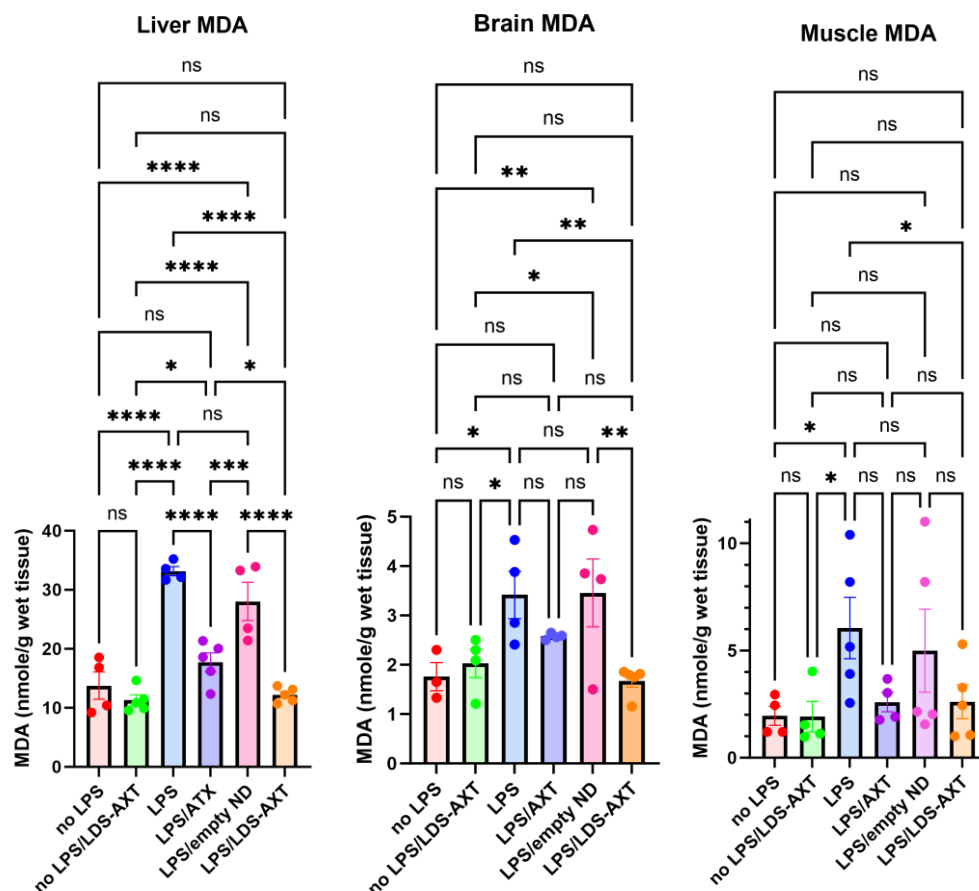 Liver MDA
ns
ns
****
****
****
ns
*
*
****
ns
****
***
ns
****
****
MDA (nmole/g wet tissue)
40
30
20
10
0
no LPS
no LPS/LDS-AXT
LPS
LPS/ATX
LPS/empty ND
LPS/LDS-AXT
Brain MDA
ns
ns
**
**
*
ns
ns
ns
*
ns
**
ns
*
ns
ns
MDA (nmole/g wet tissue)
5
4
3
2
1
0
no LPS
no LPS/LDS-AXT
LPS
LPS/AXT
LPS/empty ND
LPS/LDS-AXT
Muscle MDA
ns
ns
ns
*
ns
ns
ns
ns
*
ns
ns
*
ns
ns
ns
MDA (nmole/g wet tissue)
10
5
0
no LPS
no LPS/LDS-AXT
LPS
LPS/AXT
LPS/empty ND
LPS/LDS-AXT